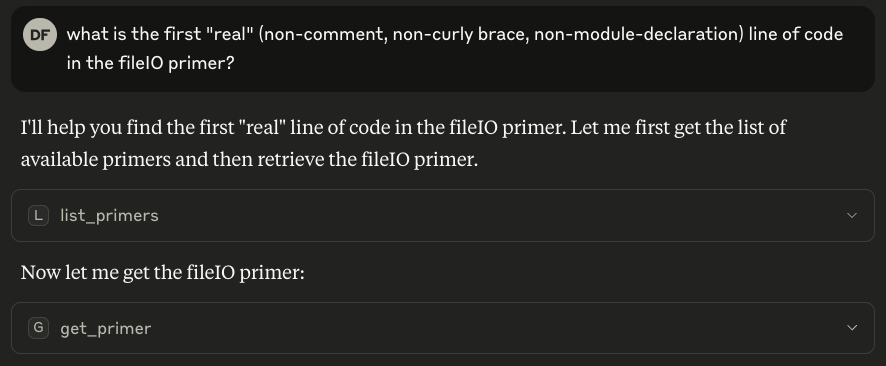 DF
what is the first "real" (non-comment, non-curly brace, non-module-declaration) line of code
in the fileIO primer?
I'll help you find the first "real" line of code in the fileIO primer. Let me first get the list of
available primers and then retrieve the fileIO primer.
L list_primers
Now let me get the fileIO primer:
G get_primer